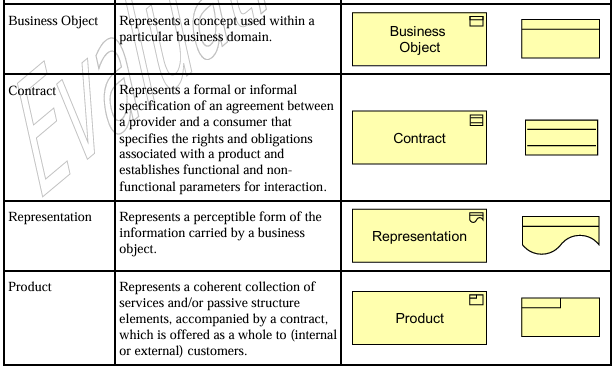 Business Object
Represents a concept used within a
particular business domain.
Business
Object
Contract
Represents a formal or informal
specification of an agreement between
a provider and a consumer that
specifies the rights and obligations
associated with a product and
establishes functional and non-
functional parameters for interaction.
Contract
Representation
Represents a perceptible form of the
information carried by a business
object.
Representation
Product
Represents a coherent collection of
services and/or passive structure
elements, accompanied by a contract,
which is offered as a whole to (internal
or external) customers.
Product